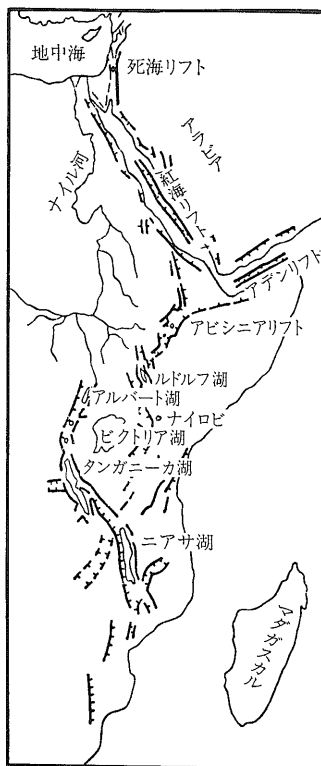 地中海
死海リフト
アラビア
ナイル河
紅海リフト
アデンリフト
アビシニアリフト
ルドルフ湖
アルバート湖
ナイロビ
ビクトリア湖
タンガニーカ湖
ニアサ湖
マダガスカル